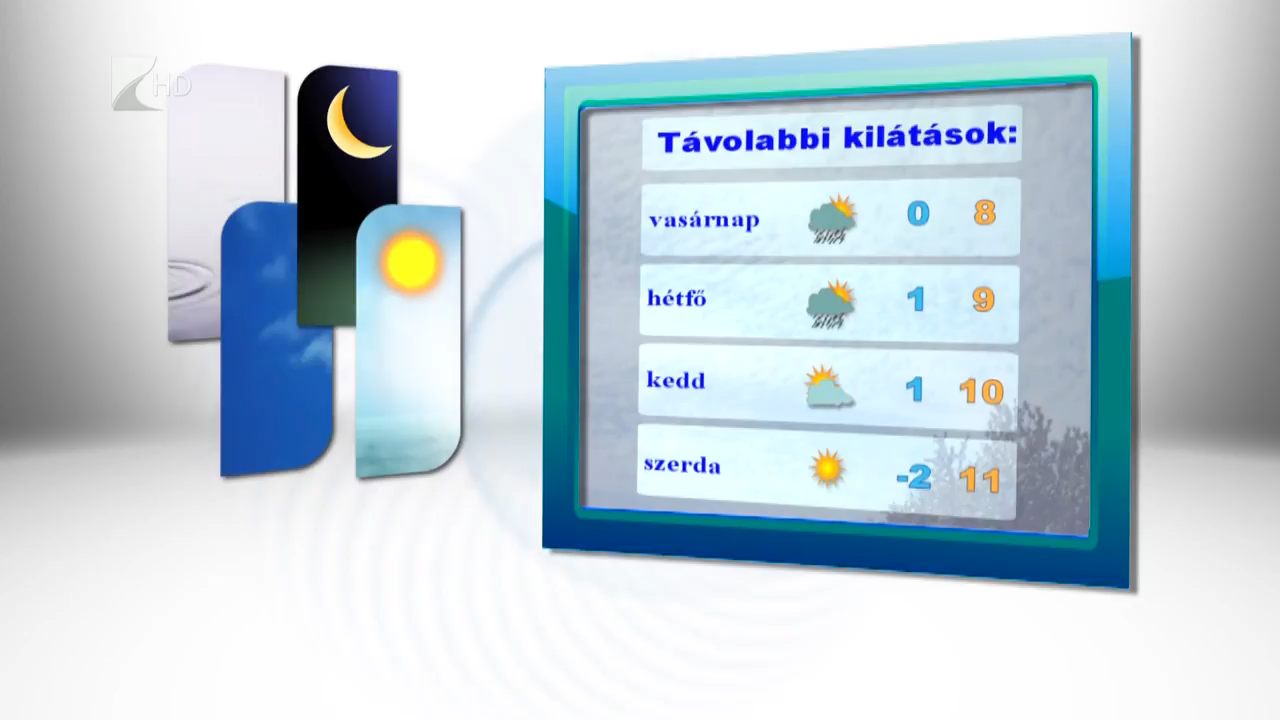 HD
Távolabbi kilátások:
vasárnap 0 8
hétfő 1 9
kedd 1 10
szerda -2 11